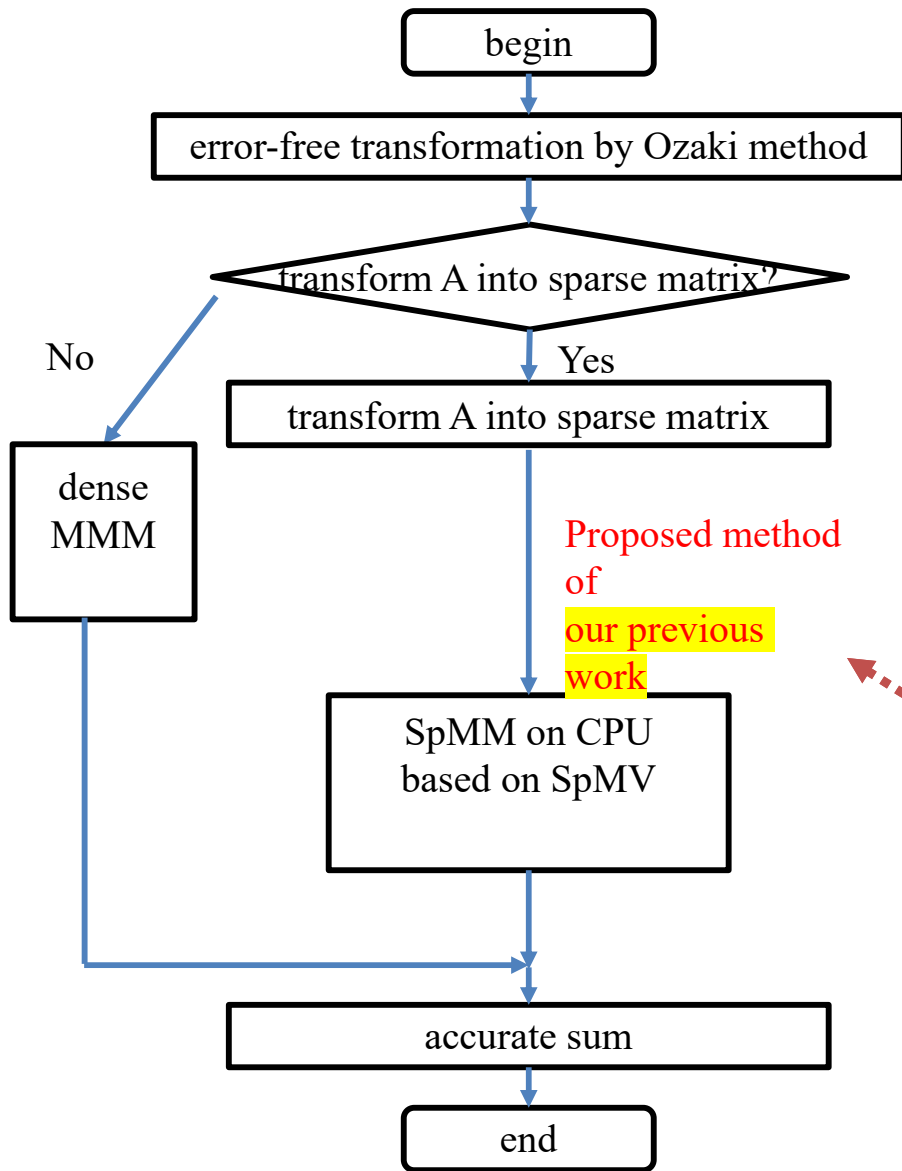 begin
error-free transformation by Ozaki method
transform A into sparse matrix?
No
Yes
transform A into sparse matrix
dense
MMM
Proposed method
of
our previous
work
SpMM on CPU
based on SpMV
accurate sum
end